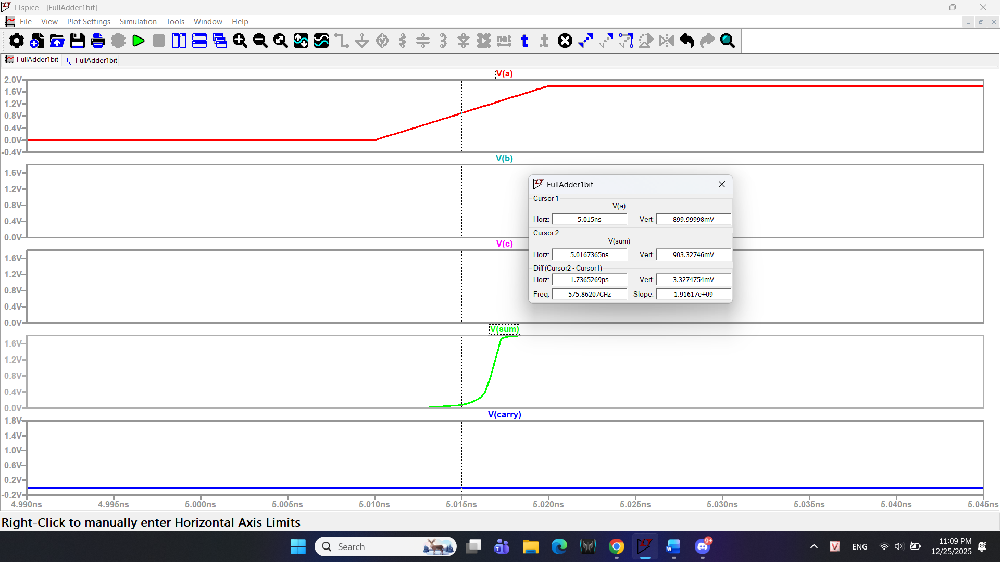 LTspice - [FullAdder1bit]
File View Plot Settings Simulation Tools Window Help
net t t
FullAdder1bit FullAdder1bit
V(a)
2.0V
1.6V
1.2V
0.8V
0.4V
0.0V
-0.4V
V(b)
1.6V
1.2V
0.8V
0.4V
0.0V
V(c)
1.6V
1.2V
0.8V
0.4V
0.0V
V(sum)
1.6V
1.2V
0.8V
0.4V
0.0V
V(carry)
1.8V
1.4V
1.0V
0.6V
0.2V
-0.2V
4.990ns 4.995ns 5.000ns 5.005ns 5.010ns 5.015ns 5.020ns 5.025ns 5.030ns 5.035ns 5.040ns 5.045ns
FullAdder1bit
Cursor 1
V(a)
Horz: 5.015ns Vert: 899.99998mV
Cursor 2
V(sum)
Horz: 5.0167365ns Vert: 903.32746mV
Diff (Cursor2 - Cursor1)
Horz: 1.7365269ps Vert: 3.3274754mV
Freq: 575.86207GHz Slope: 1.91617e+09
Right-Click to manually enter Horizontal Axis Limits
Search
9+
V
ENG
11:09 PM
12/25/2025